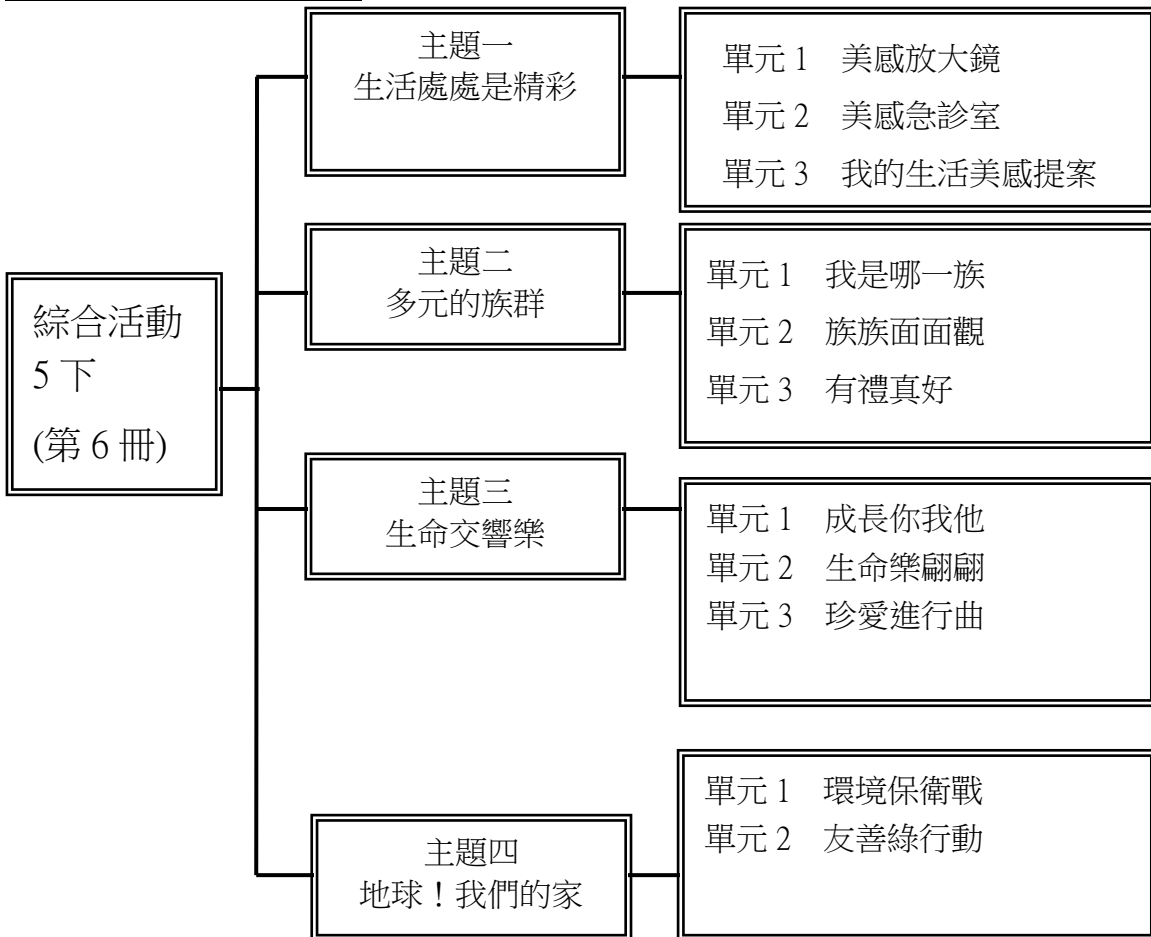 綜合活動
5 下
(第 6 冊)
主題一
生活處處是精彩
單元 1 美感放大鏡
單元 2 美感急診室
單元 3 我的生活美感提案
主題二
多元的族群
單元 1 我是哪一族
單元 2 族族面面觀
單元 3 有禮真好
主題三
生命交響樂
單元 1 成長你我他
單元 2 生命樂翩翩
單元 3 珍愛進行曲
主題四
地球！我們的家
單元 1 環境保衛戰
單元 2 友善綠行動